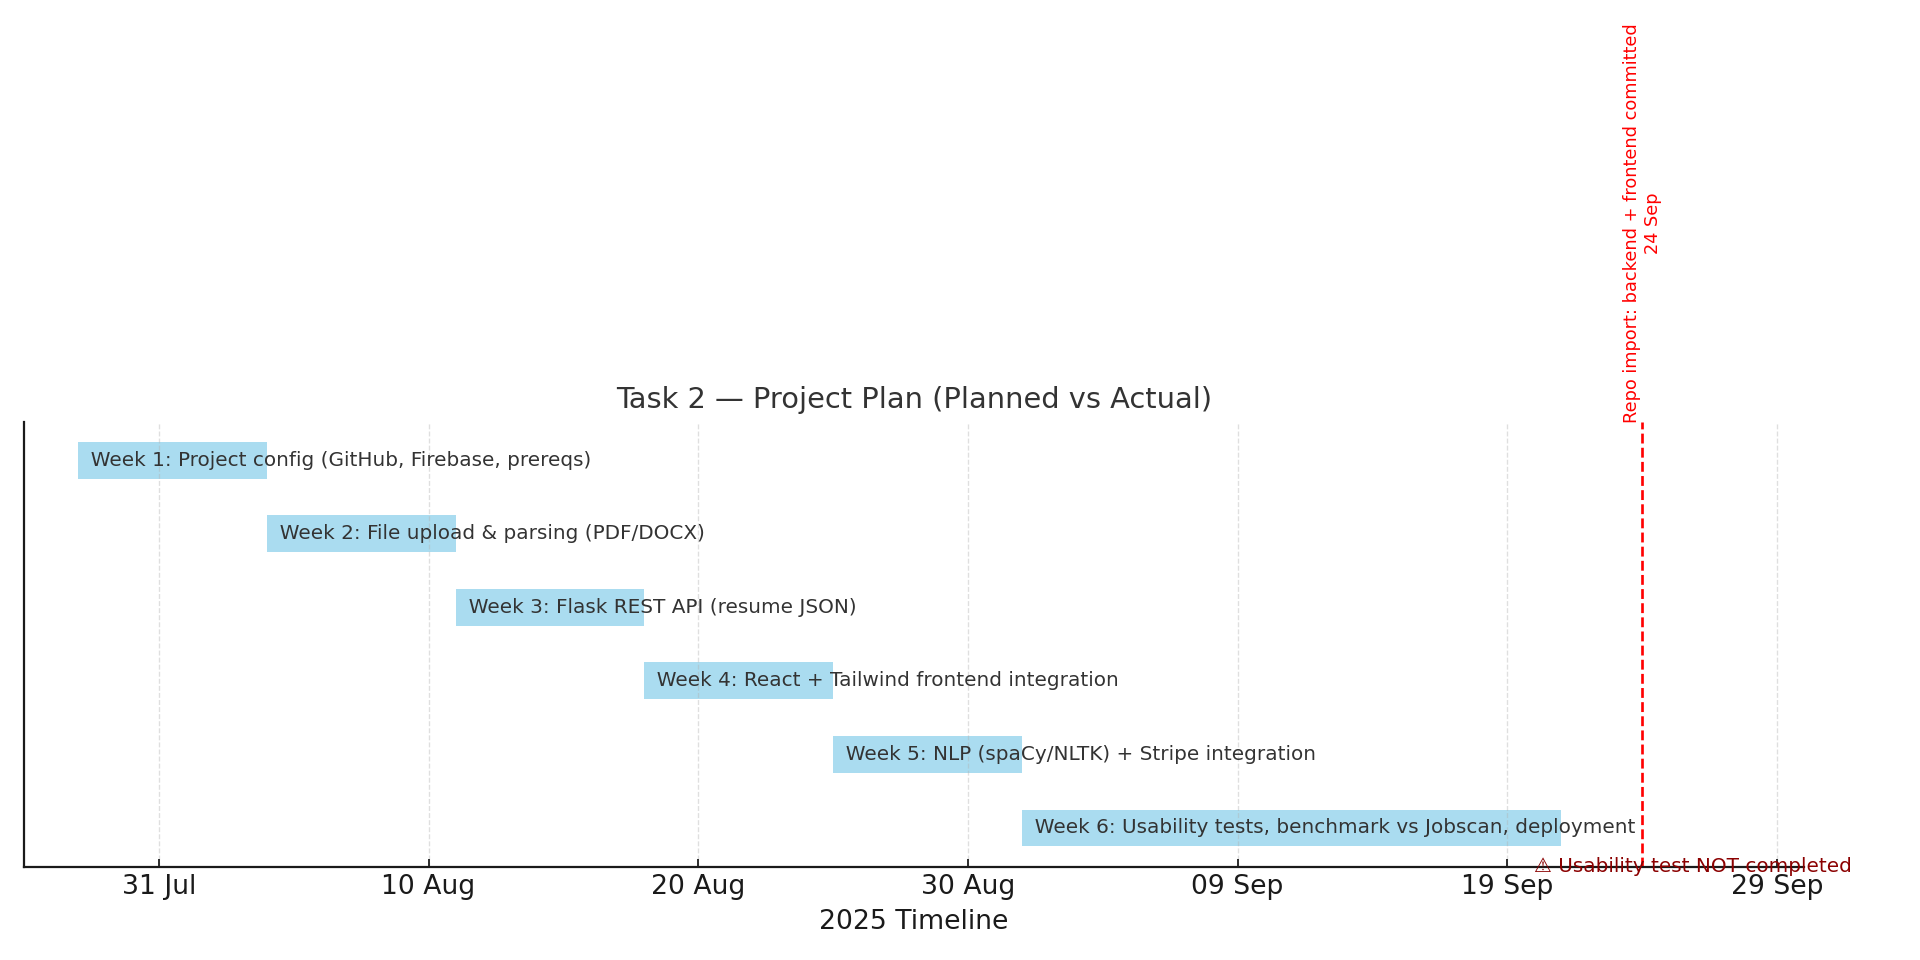 Repo import: backend + frontend committed
24 Sep
Task 2 — Project Plan (Planned vs Actual)
Week 1: Project config (GitHub, Firebase, prereqs)
Week 2: File upload & parsing (PDF/DOCX)
Week 3: Flask REST API (resume JSON)
Week 4: React + Tailwind frontend integration
Week 5: NLP (spaCy/NLTK) + Stripe integration
Week 6: Usability tests, benchmark vs Jobscan, deployment
⚠ Usability test NOT completed
31 Jul 10 Aug 20 Aug 30 Aug 09 Sep 19 Sep 29 Sep
2025 Timeline